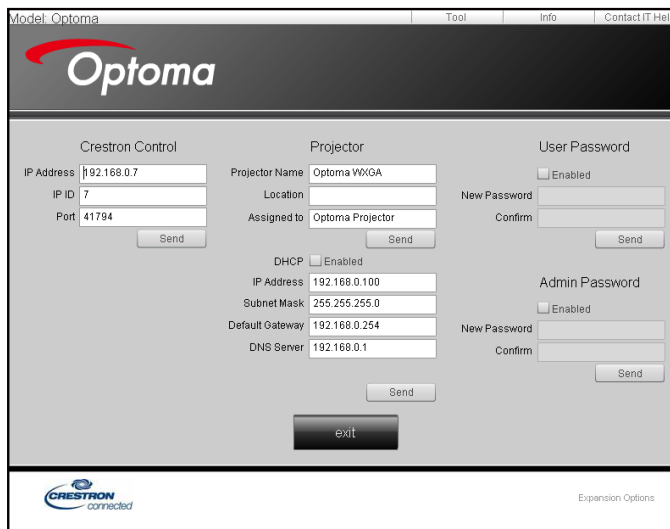 Model: Optoma
Tool Info Contact IT Hel
Optoma
Crestron Control
IP Address 192.168.0.7
IP ID 7
Port 41794
Send
Projector
Projector Name Optoma WXGA
Location
Assigned to Optoma Projector
Send
DHCP Enabled
IP Address 192.168.0.100
Subnet Mask 255.255.255.0
Default Gateway 192.168.0.254
DNS Server 192.168.0.1
Send
User Password
Enabled
New Password
Confirm
Send
Admin Password
Enabled
New Password
Confirm
Send
exit
CRESTRON
connected
Expansion Options